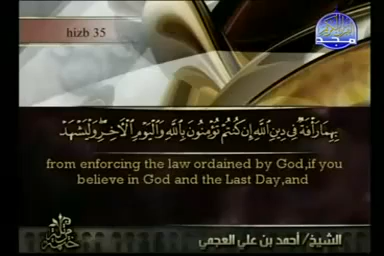 hizb 35
المجد
بِهِمَا رَأْفَةٌ فِي دِينِ اللَّهِ إِن كُنتُمْ تُؤْمِنُونَ بِاللَّهِ وَالْيَوْمِ الْآخِرِ وَلْيَشْهَدْ
from enforcing the law ordained by God,if you
believe in God and the Last Day,and
الشيخ/ أحمد بن علي العجمي